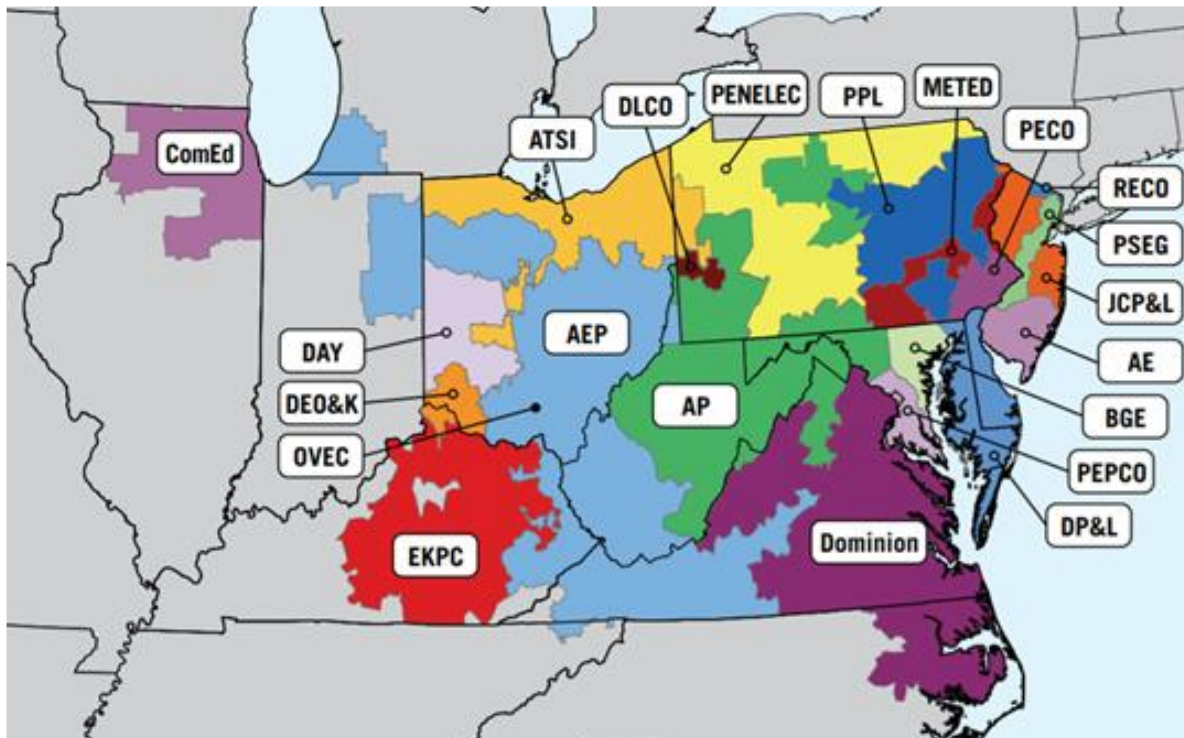 METED
DLCO
PENELEC
PPL
PECO
ATSI
ComEd
RECO
PSEG
JCP&L
DAY
AEP
AE
DEO&K
AP
BGE
OVEC
PEPCO
EKPC
Dominion
DP&L